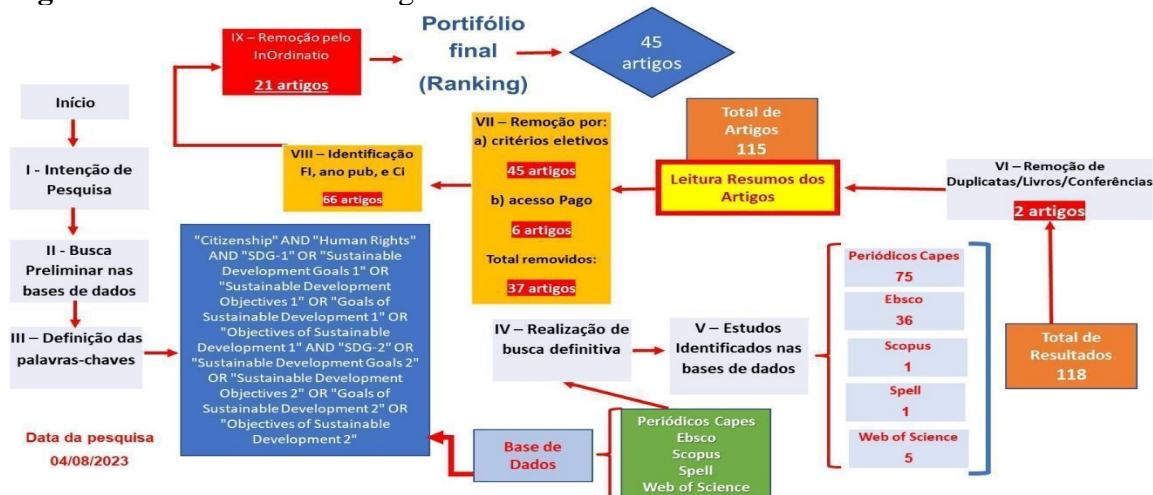 Início
I - Intenção de
Pesquisa
II - Busca
Preliminar nas
bases de dados
III – Definição das
palavras-chaves
Data da pesquisa
04/08/2023
"Citizenship" AND "Human Rights"
AND "SDG-1" OR "Sustainable
Development Goals 1" OR
"Sustainable Development
Objectives 1" OR "Goals of
Sustainable Development 1" OR
"Objectives of Sustainable
Development 1" AND "SDG-2" OR
"Sustainable Development Goals 2"
OR "Sustainable Development
Objectives 2" OR "Goals of
Sustainable Development 2" OR
"Objectives of Sustainable
Development 2"
Base de
Dados
Periódicos Capes
Ebsco
Scopus
Spell
Web of Science
IV – Realização de
busca definitiva
V – Estudos
Identificados nas
bases de dados
Periódicos Capes
75
Ebsco
36
Scopus
1
Spell
1
Web of Science
5
Total de
Resultados
118
VI – Remoção de
Duplicatas/Livros/Conferências
2 artigos
Total de
Artigos
115
Leitura Resumos dos
Artigos
VII – Remoção por:
a) critérios eletivos
45 artigos
b) acesso Pago
6 artigos
Total removidos:
37 artigos
VIII – Identificação
FI, ano pub, e Ci
66 artigos
IX – Remoção pelo
InOrdinatio
21 artigos
Portifólio
final
(Ranking)
45
artigos